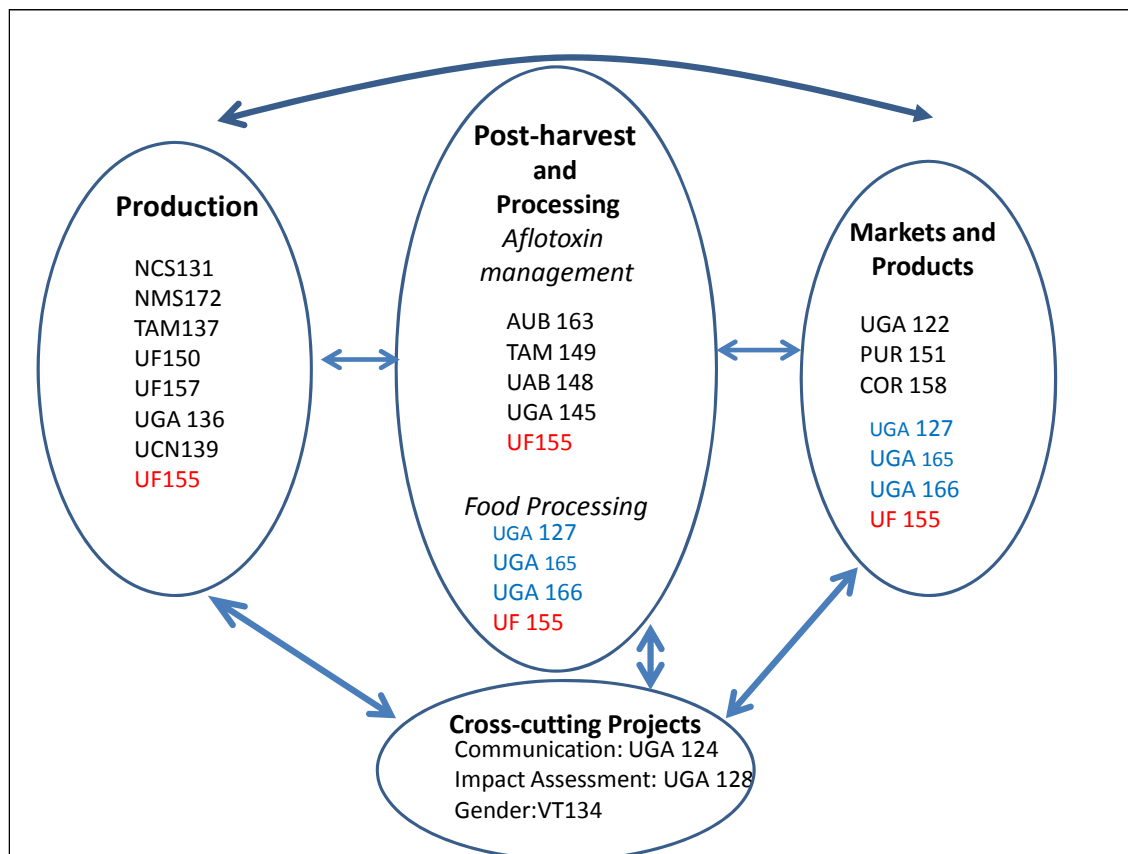 Production
NCS131
NMS172
TAM137
UF150
UF157
UGA 136
UCN139
UF155
Post-harvest
and
Processing
Aflotoxin
management
AUB 163
TAM 149
UAB 148
UGA 145
UF155
Food Processing
UGA 127
UGA 165
UGA 166
UF 155
Markets and
Products
UGA 122
PUR 151
COR 158
UGA 127
UGA 165
UGA 166
UF 155
Cross-cutting Projects
Communication: UGA 124
Impact Assessment: UGA 128
Gender:VT134